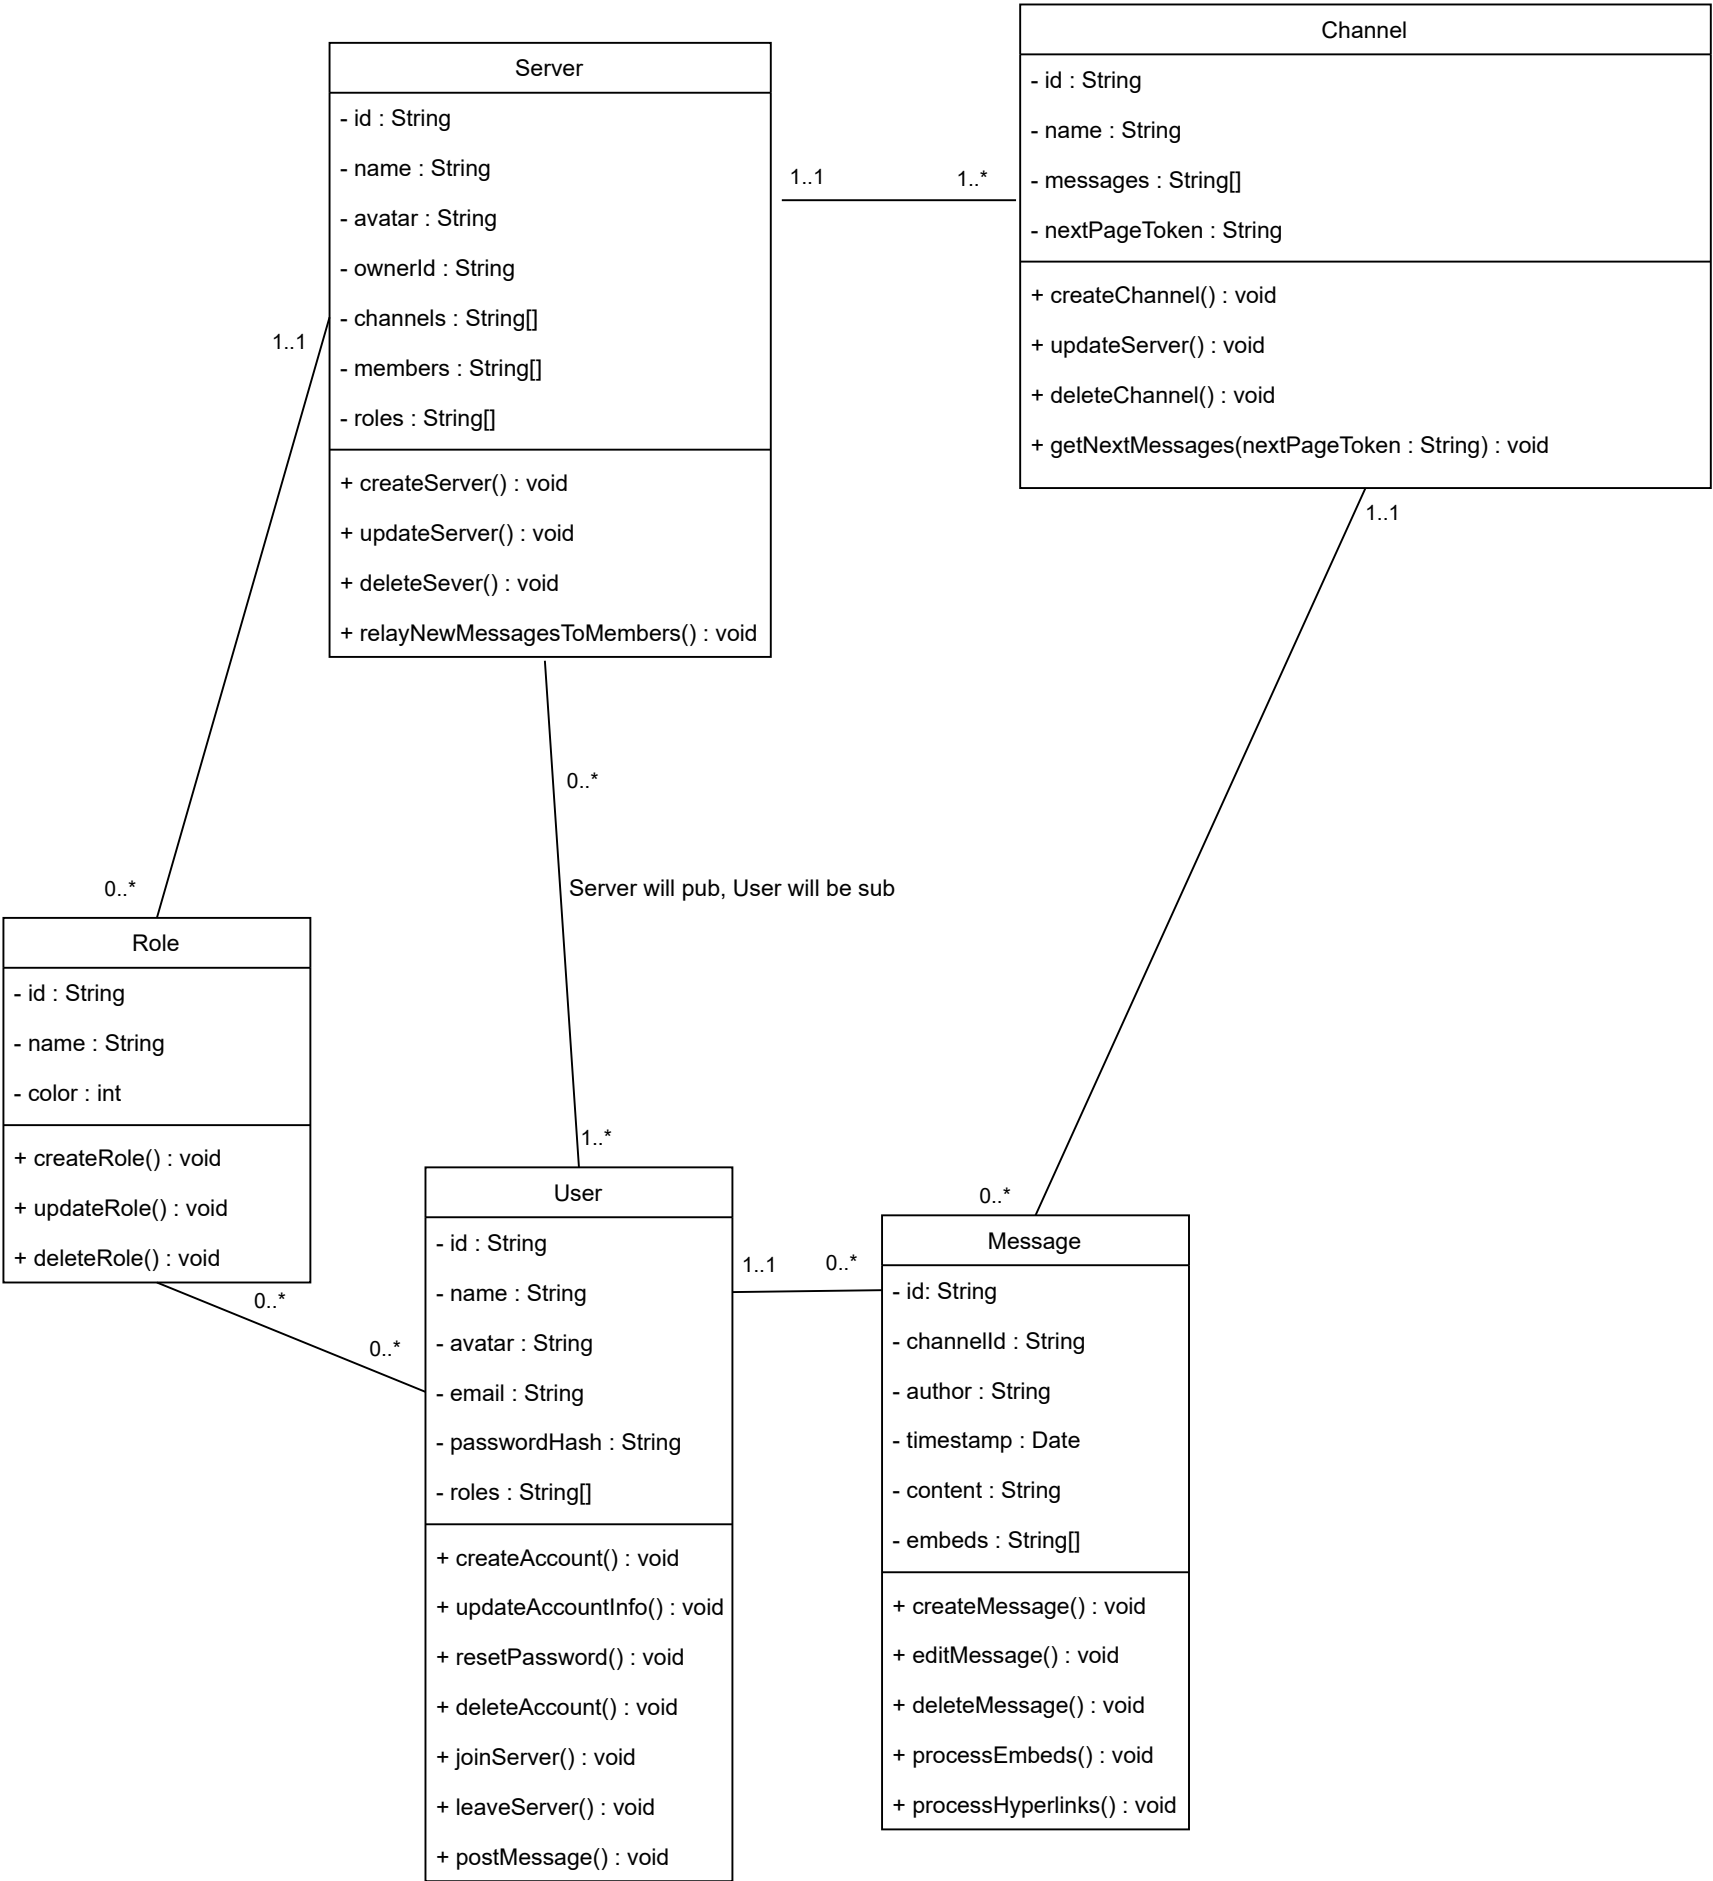 Server
- id : String
- name : String
- avatar : String
- ownerId : String
- channels : String[]
- members : String[]
- roles : String[]
+ createServer() : void
+ updateServer() : void
+ deleteSever() : void
+ relayNewMessagesToMembers() : void
1..1
1..*
Channel
- id : String
- name : String
- messages : String[]
- nextPageToken : String
+ createChannel() : void
+ updateServer() : void
+ deleteChannel() : void
+ getNextMessages(nextPageToken : String) : void
1..1
1..1
0..*
Server will pub, User will be sub
0..*
1..*
0..*
Role
- id : String
- name : String
- color : int
+ createRole() : void
+ updateRole() : void
+ deleteRole() : void
0..*
0..*
User
- id : String
- name : String
- avatar : String
- email : String
- passwordHash : String
- roles : String[]
+ createAccount() : void
+ updateAccountInfo() : void
+ resetPassword() : void
+ deleteAccount() : void
+ joinServer() : void
+ leaveServer() : void
+ postMessage() : void
1..1
0..*
Message
- id: String
- channelId : String
- author : String
- timestamp : Date
- content : String
- embeds : String[]
+ createMessage() : void
+ editMessage() : void
+ deleteMessage() : void
+ processEmbeds() : void
+ processHyperlinks() : void